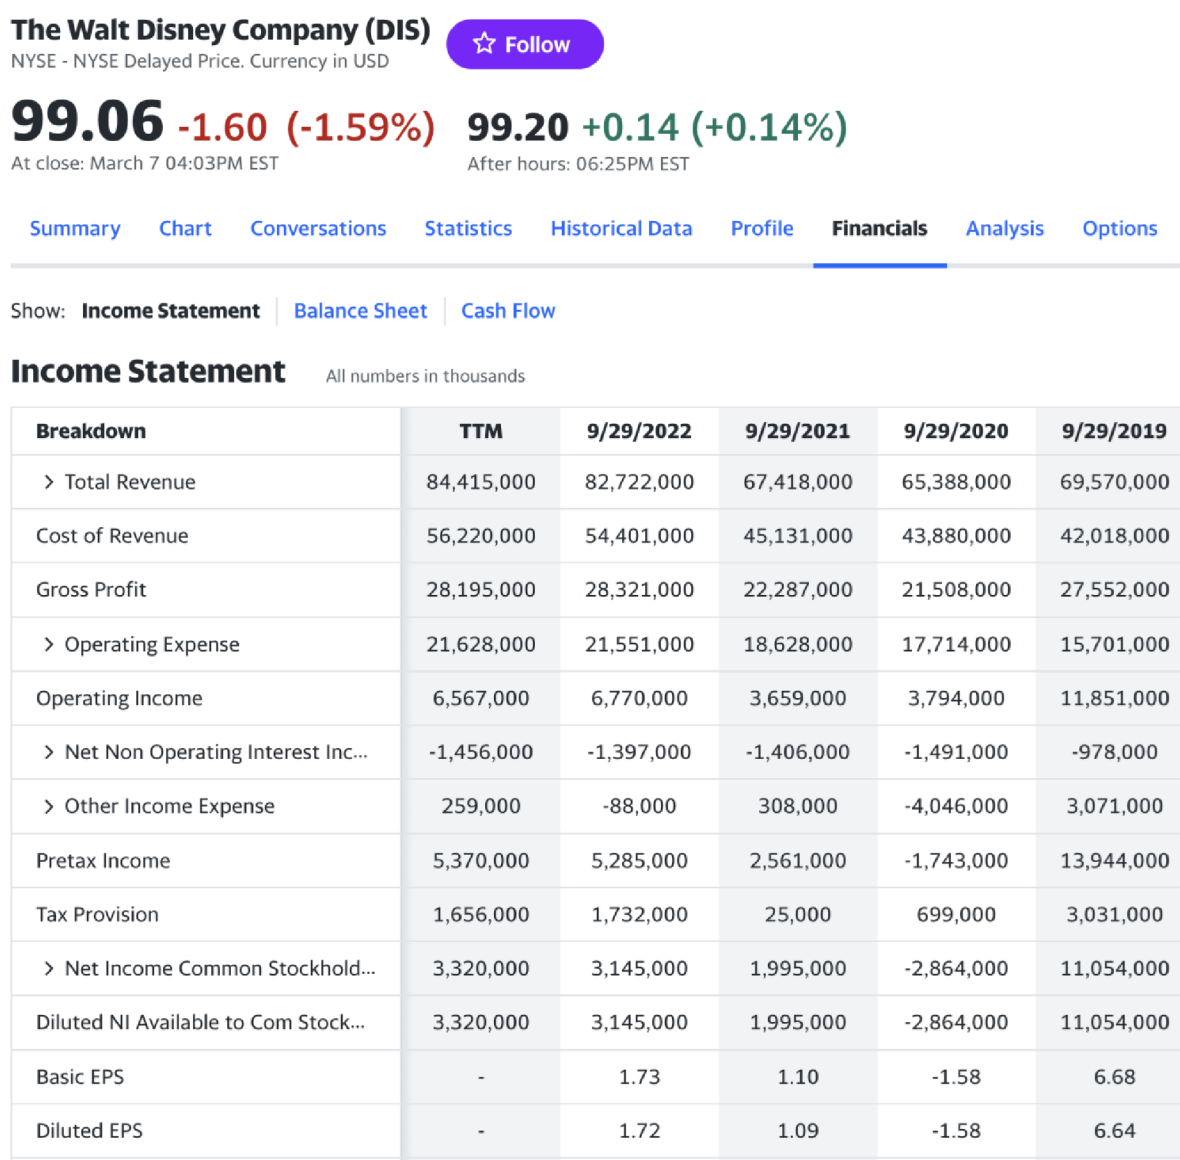 The Walt Disney Company (DIS)
Follow
NYSE - NYSE Delayed Price. Currency in USD
99.06 -1.60 (-1.59%) 99.20 +0.14 (+0.14%)
At close: March 7 04:03PM EST After hours: 06:25PM EST
Summary Chart Conversations Statistics Historical Data Profile Financials Analysis Options
Show: Income Statement Balance Sheet Cash Flow
Income Statement All numbers in thousands
Breakdown TTM 9/29/2022 9/29/2021 9/29/2020 9/29/2019
> Total Revenue 84,415,000 82,722,000 67,418,000 65,388,000 69,570,000
Cost of Revenue 56,220,000 54,401,000 45,131,000 43,880,000 42,018,000
Gross Profit 28,195,000 28,321,000 22,287,000 21,508,000 27,552,000
> Operating Expense 21,628,000 21,551,000 18,628,000 17,714,000 15,701,000
Operating Income 6,567,000 6,770,000 3,659,000 3,794,000 11,851,000
> Net Non Operating Interest Inc... -1,456,000 -1,397,000 -1,406,000 -1,491,000 -978,000
> Other Income Expense 259,000 -88,000 308,000 -4,046,000 3,071,000
Pretax Income 5,370,000 5,285,000 2,561,000 -1,743,000 13,944,000
Tax Provision 1,656,000 1,732,000 25,000 699,000 3,031,000
> Net Income Common Stockhold... 3,320,000 3,145,000 1,995,000 -2,864,000 11,054,000
Diluted NI Available to Com Stock... 3,320,000 3,145,000 1,995,000 -2,864,000 11,054,000
Basic EPS - 1.73 1.10 -1.58 6.68
Diluted EPS - 1.72 1.09 -1.58 6.64